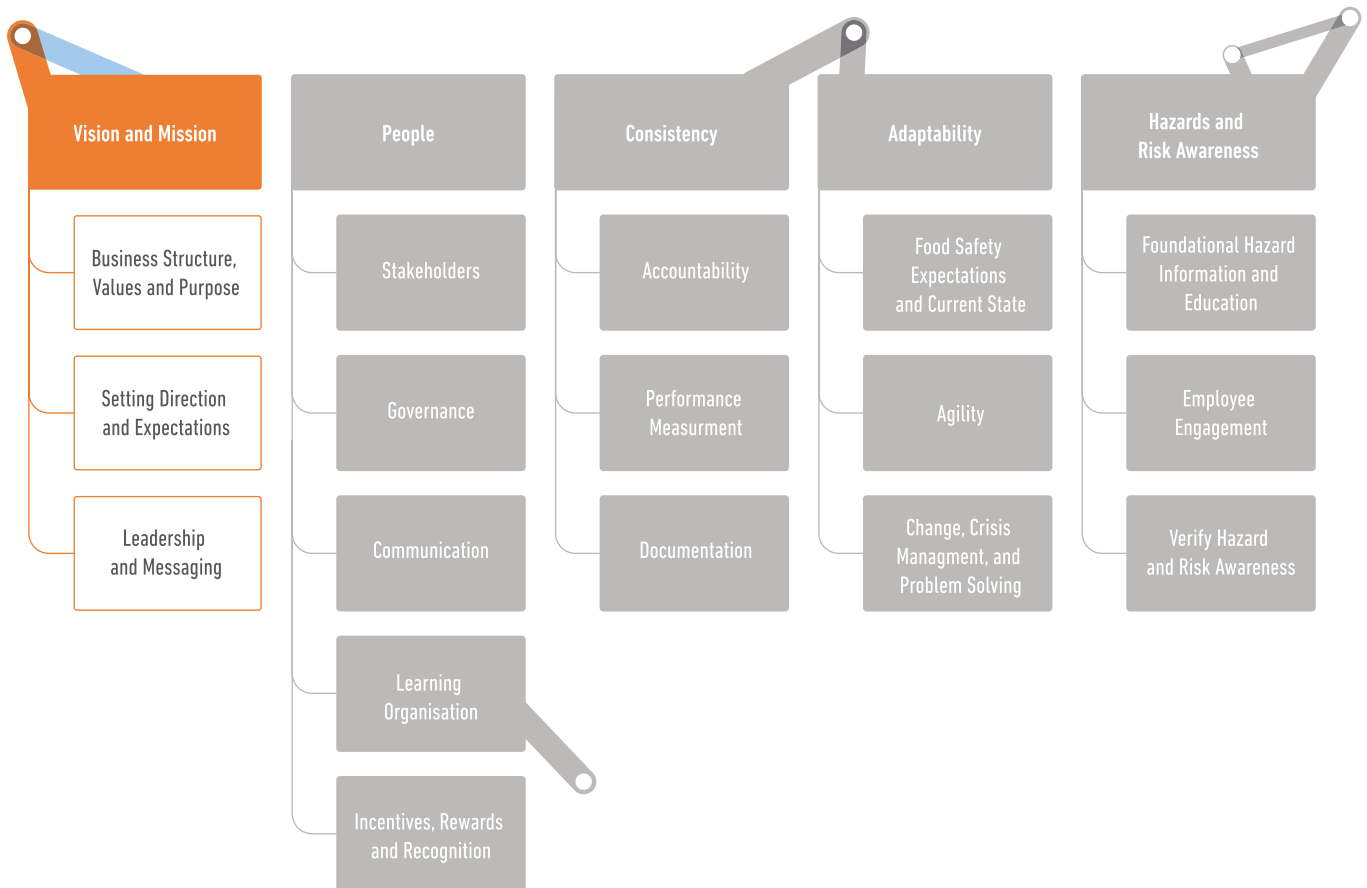 Vision and Mission
Business Structure,
Values and Purpose
Setting Direction
and Expectations
Leadership
and Messaging
People
Stakeholders
Governance
Communication
Learning
Organisation
Incentives, Rewards
and Recognition
Consistency
Accountability
Performance
Measurment
Documentation
Adaptability
Food Safety
Expectations
and Current State
Agility
Change, Crisis
Managment, and
Problem Solving
Hazards and
Risk Awareness
Foundational Hazard
Information and
Education
Employee
Engagement
Verify Hazard
and Risk Awareness